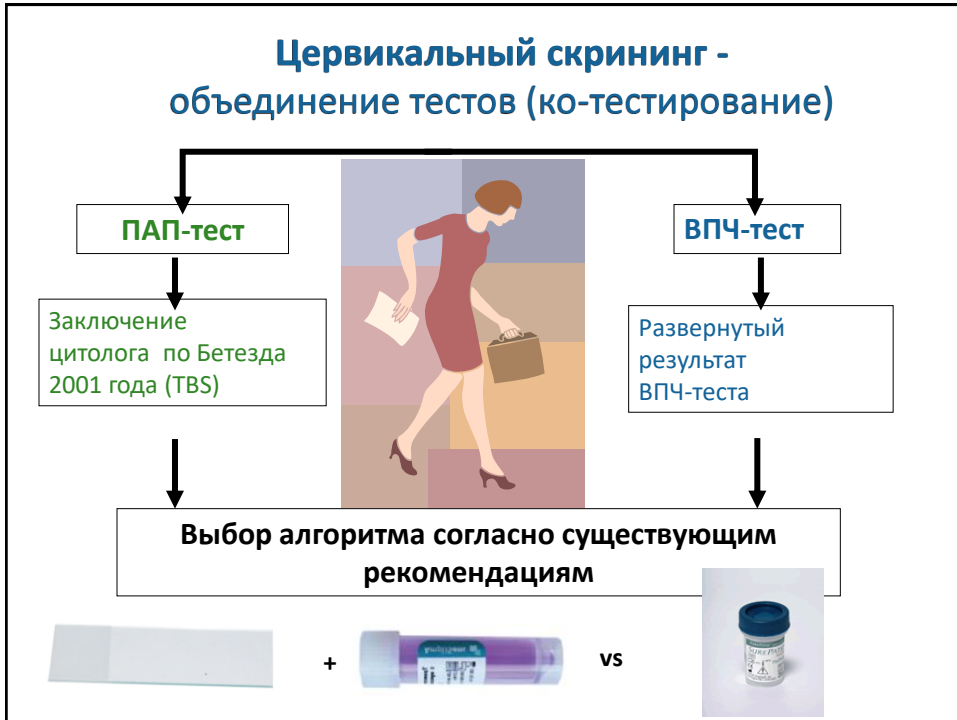 Цервикальный скрининг -
объединение тестов (ко-тестирование)
ПАП-тест
ВПЧ-тест
Заключение
цитолога по Бетезда
2001 года (TBS)
Развернутый
результат
ВПЧ-теста
Выбор алгоритма согласно существующим
рекомендациям
+
vs
SUREPATH